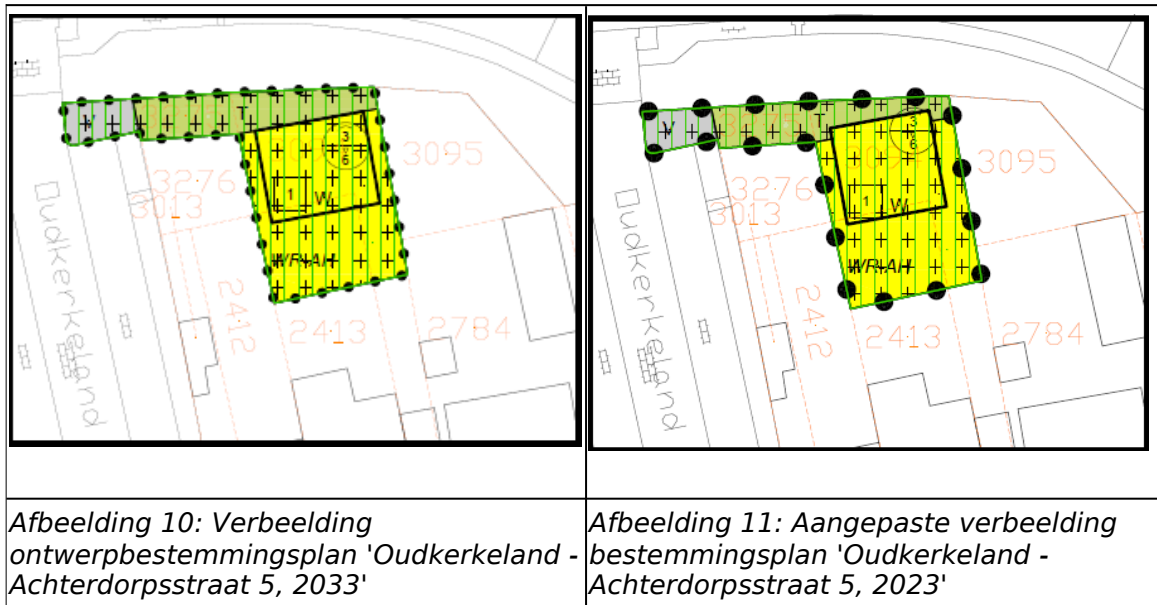 V
T
3
6
3095
3276
3013
1
W
WR-AH
2412
2413
2784
Oudkerkeland
Afbeelding 10: Verbeelding
ontwerpbestemmingsplan 'Oudkerkeland -
Achterdorpsstraat 5, 2033'
V
3275
T
3
6
3095
3276
3013
1
W
WR-AH
2412
2413
2784
Oudkerkeland
Afbeelding 11: Aangepaste verbeelding
bestemmingsplan 'Oudkerkeland -
Achterdorpsstraat 5, 2023'